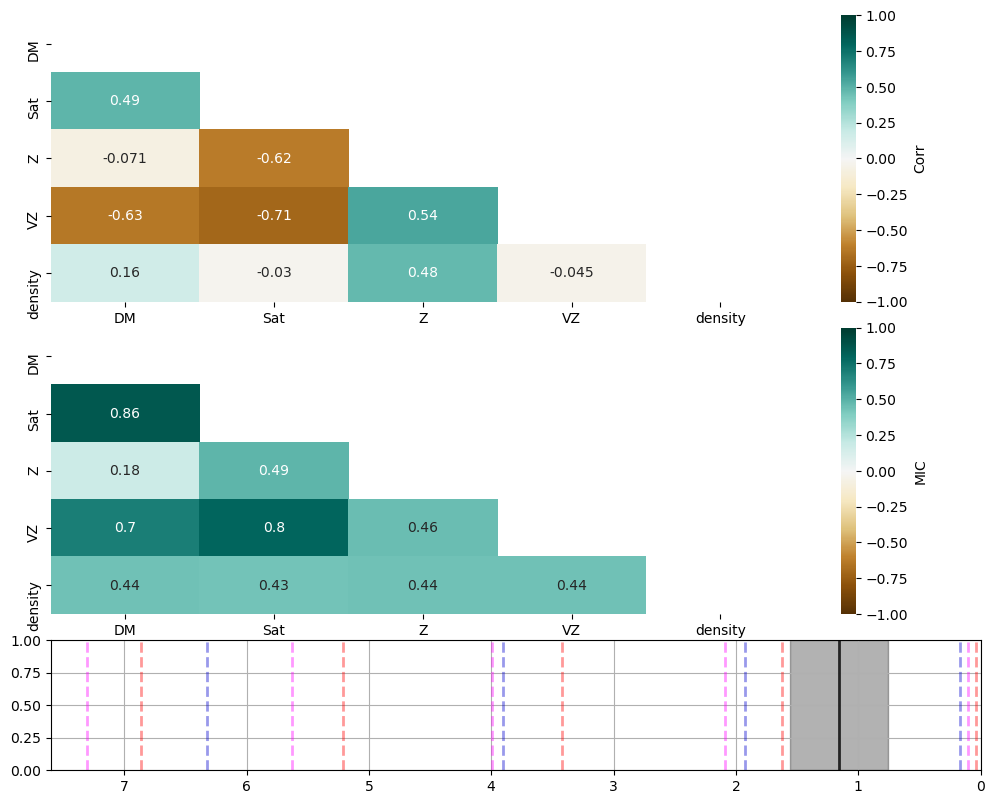 DM
Sat
Z
VZ
density
0.49
-0.071 -0.62
-0.63 -0.71 0.54
0.16 -0.03 0.48 -0.045
DM Sat Z VZ density
1.00
0.75
0.50
0.25
0.00
−0.25
−0.50
−0.75
−1.00
Corr
DM
Sat
Z
VZ
density
0.86
0.18 0.49
0.7 0.8 0.46
0.44 0.43 0.44 0.44
DM Sat Z VZ density
1.00
0.75
0.50
0.25
0.00
−0.25
−0.50
−0.75
−1.00
MIC
1.00
0.75
0.50
0.25
0.00
7 6 5 4 3 2 1 0